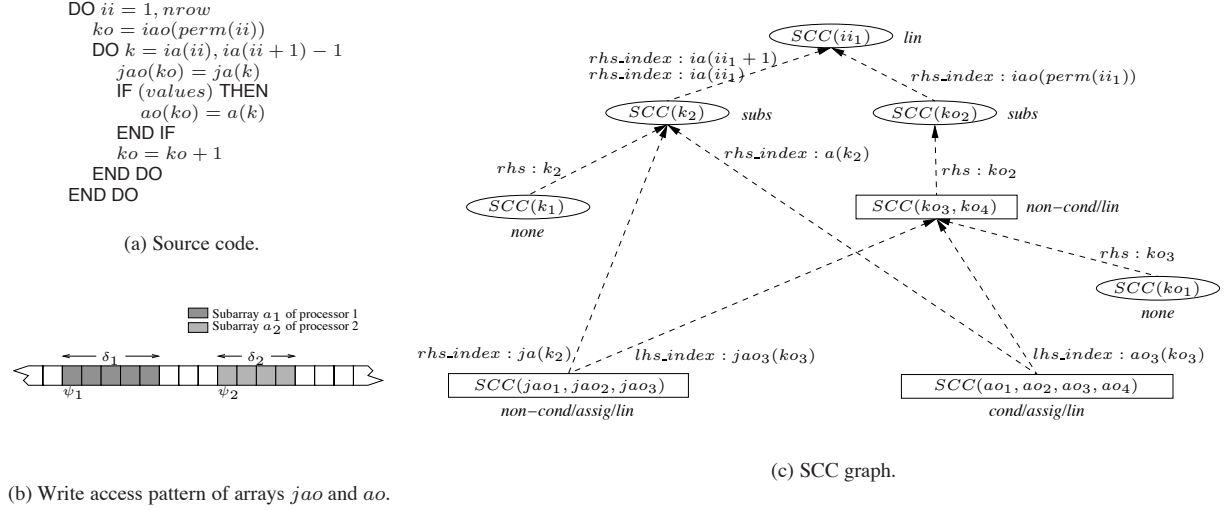 DO ii = 1, nrow
ko = iao(perm(ii))
DO k = ia(ii), ia(ii + 1) − 1
jao(ko) = ja(k)
IF (values) THEN
ao(ko) = a(k)
END IF
ko = ko + 1
END DO
END DO
(a) Source code.
Subarray a₁ of processor 1
Subarray a₂ of processor 2
δ₁ δ₂
ψ₁ ψ₂
(b) Write access pattern of arrays jao and ao.
SCC(ii₁) lin
rhs_index : ia(ii₁ + 1)
rhs_index : ia(ii₁)
rhs_index : iao(perm(ii₁))
SCC(k₂) subs
SCC(ko₂) subs
rhs_index : a(k₂)
rhs : k₂
rhs : ko₂
SCC(k₁)
none
SCC(ko₃, ko₄) non−cond/lin
rhs : ko₃
SCC(ko₁)
none
rhs_index : ja(k₂)
lhs_index : jao₃(ko₃)
lhs_index : ao₃(ko₃)
SCC(jao₁, jao₂, jao₃)
non−cond/assig/lin
SCC(ao₁, ao₂, ao₃, ao₄)
cond/assig/lin
(c) SCC graph.